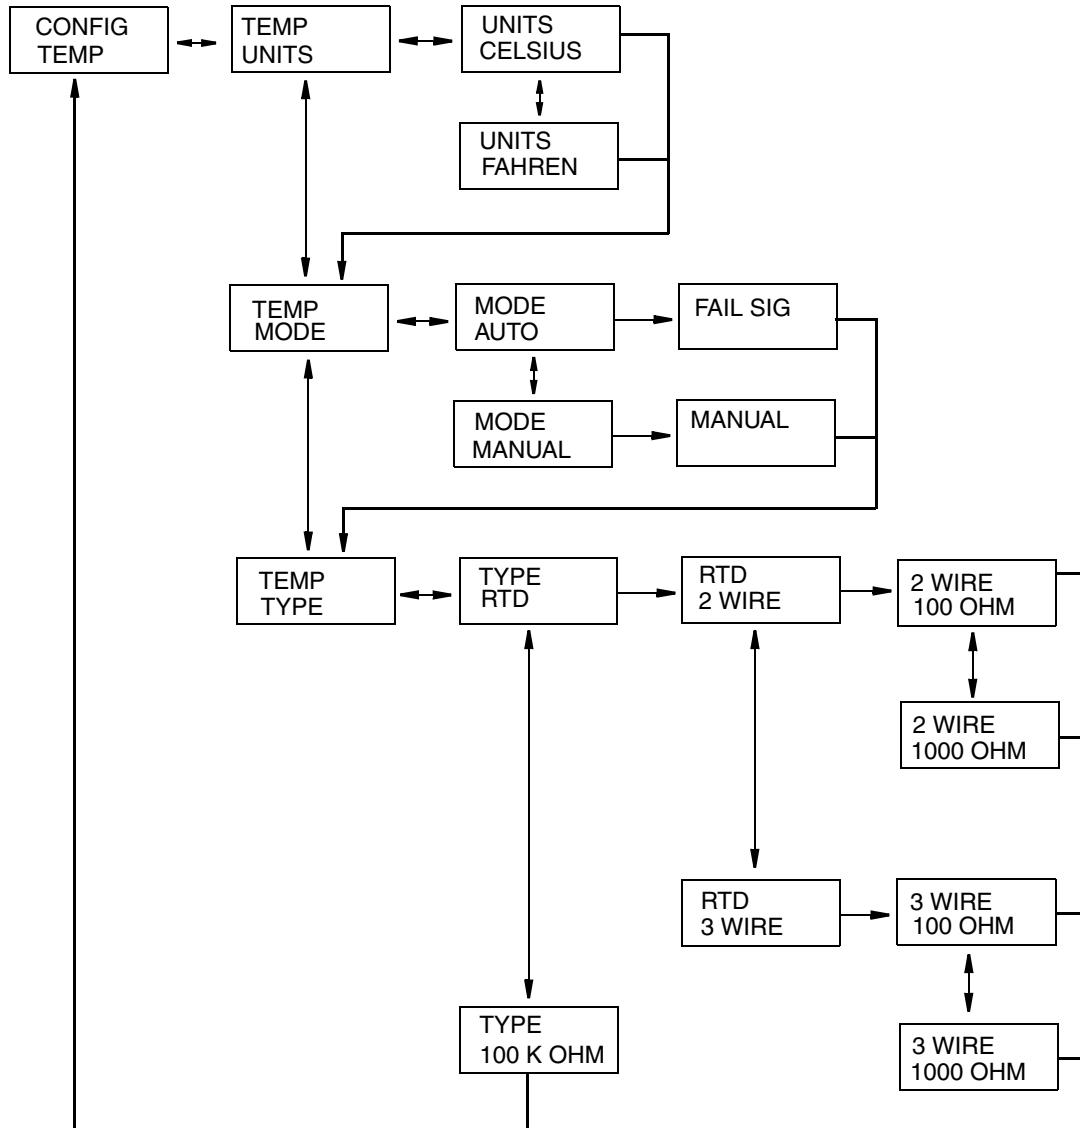 CONFIG
TEMP
TEMP
UNITS
UNITS
CELSIUS
UNITS
FAHREN
TEMP
MODE
MODE
AUTO
FAIL SIG
MODE
MANUAL
MANUAL
TEMP
TYPE
TYPE
RTD
RTD
2 WIRE
2 WIRE
100 OHM
2 WIRE
1000 OHM
RTD
3 WIRE
3 WIRE
100 OHM
TYPE
100 K OHM
3 WIRE
1000 OHM